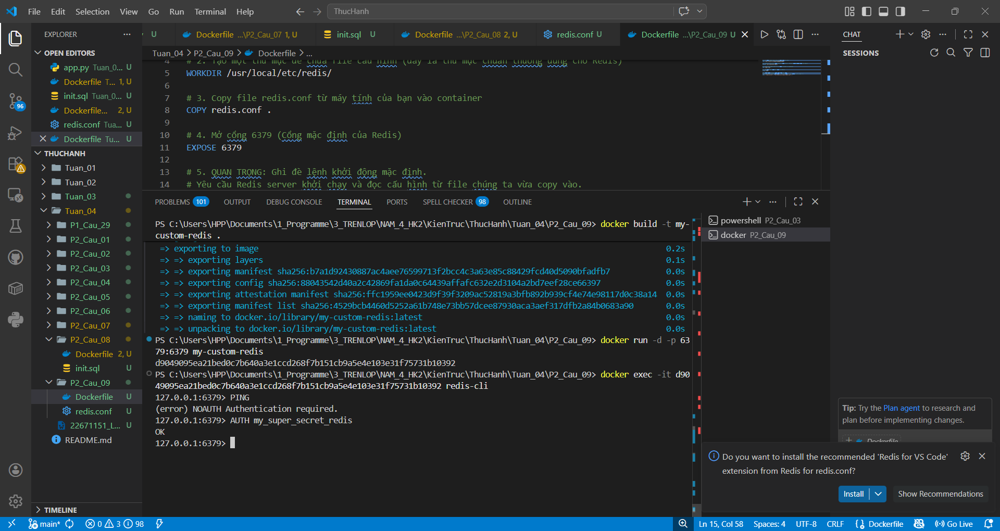 File Edit Selection View Go Run Terminal Help
ThucHanh
EXPLORER
OPEN EDITORS
app.py Tuan_0... U
Dockerfile T... 1, U
init.sql Tuan_0... U
Dockerfile... 2, U
redis.conf Tua... U
Dockerfile Tu... U
THUCHANH
Tuan_01
Tuan_02
Tuan_03
Tuan_04
P1_Cau_29
P2_Cau_01
P2_Cau_02
P2_Cau_03
P2_Cau_04
P2_Cau_05
P2_Cau_06
P2_Cau_07
P2_Cau_08
Dockerfile 2, U
init.sql U
P2_Cau_09
Dockerfile U
redis.conf U
22671151_L... U
README.md
TIMELINE
96
U
Dockerfile ...\P2_Cau_07 1, U
init.sql U
Dockerfile ...\P2_Cau_08 2, U
redis.conf U
Dockerfile ...\P2_Cau_09 U
Tuan_04 > P2_Cau_09 > Dockerfile > ...
4 # 2. Tạo một thư mục để chứa file cấu hình (đây là thư mục chuẩn thường dùng cho Redis)
5 WORKDIR /usr/local/etc/redis/
6
7 # 3. Copy file redis.conf từ máy tính của bạn vào container
8 COPY redis.conf .
9
10 # 4. Mở cổng 6379 (Cổng mặc định của Redis)
11 EXPOSE 6379
12
13 # 5. QUAN TRỌNG: Ghi đè lệnh khởi động mặc định.
14 # Yêu cầu Redis server khởi chạy và đọc cấu hình từ file chúng ta vừa copy vào.
PROBLEMS 101 OUTPUT DEBUG CONSOLE TERMINAL PORTS SPELL CHECKER 98 OUTLINE
PS C:\Users\HPP\Documents\1_Programme\3_TRENLOP\NAM_4_HK2\KienTruc\ThucHanh\Tuan_04\P2_Cau_09> docker build -t my-
custom-redis .
=> exporting to image 0.2s
=> => exporting layers 0.1s
=> => exporting manifest sha256:b7a1d92430887ac4aee76599713f2bcc4c3a63e85c88429fcd40d5090bfadfb7 0.0s
=> => exporting config sha256:88043542d40a2c42869fa1da0c64439affafc632e2d3104a2bd7eef28ce66397 0.0s
=> => exporting attestation manifest sha256:ffc1959ee0423d9f39f3209ac52819a3bfb892b939cf4e74e98117d0c38a14 0.0s
=> => exporting manifest list sha256:4529bcb4460d5252a61b748e73bb57dcee87930aca3aef317dfb2a84b0683a90 0.0s
=> => naming to docker.io/library/my-custom-redis:latest 0.0s
=> => unpacking to docker.io/library/my-custom-redis:latest 0.0s
PS C:\Users\HPP\Documents\1_Programme\3_TRENLOP\NAM_4_HK2\KienTruc\ThucHanh\Tuan_04\P2_Cau_09> docker run -d -p 63
79:6379 my-custom-redis
d9049095ea21bed0c7b640a3e1ccd268f7b151cb9a5e4e103e31f75731b10392
PS C:\Users\HPP\Documents\1_Programme\3_TRENLOP\NAM_4_HK2\KienTruc\ThucHanh\Tuan_04\P2_Cau_09> docker exec -it d90
49095ea21bed0c7b640a3e1ccd268f7b151cb9a5e4e103e31f75731b10392 redis-cli
127.0.0.1:6379> PING
(error) NOAUTH Authentication required.
127.0.0.1:6379> AUTH my_super_secret_redis
OK
127.0.0.1:6379>
powershell P2_Cau_03
docker P2_Cau_09
CHAT
SESSIONS
Tip: Try the Plan agent to research and
plan before implementing changes.
Dockerfile
Do you want to install the recommended 'Redis for VS Code'
extension from Redis for redis.conf?
Install
Show Recommendations
main* 0 3 98
Ln 15, Col 58 Spaces: 4 UTF-8 CRLF Dockerfile Go Live